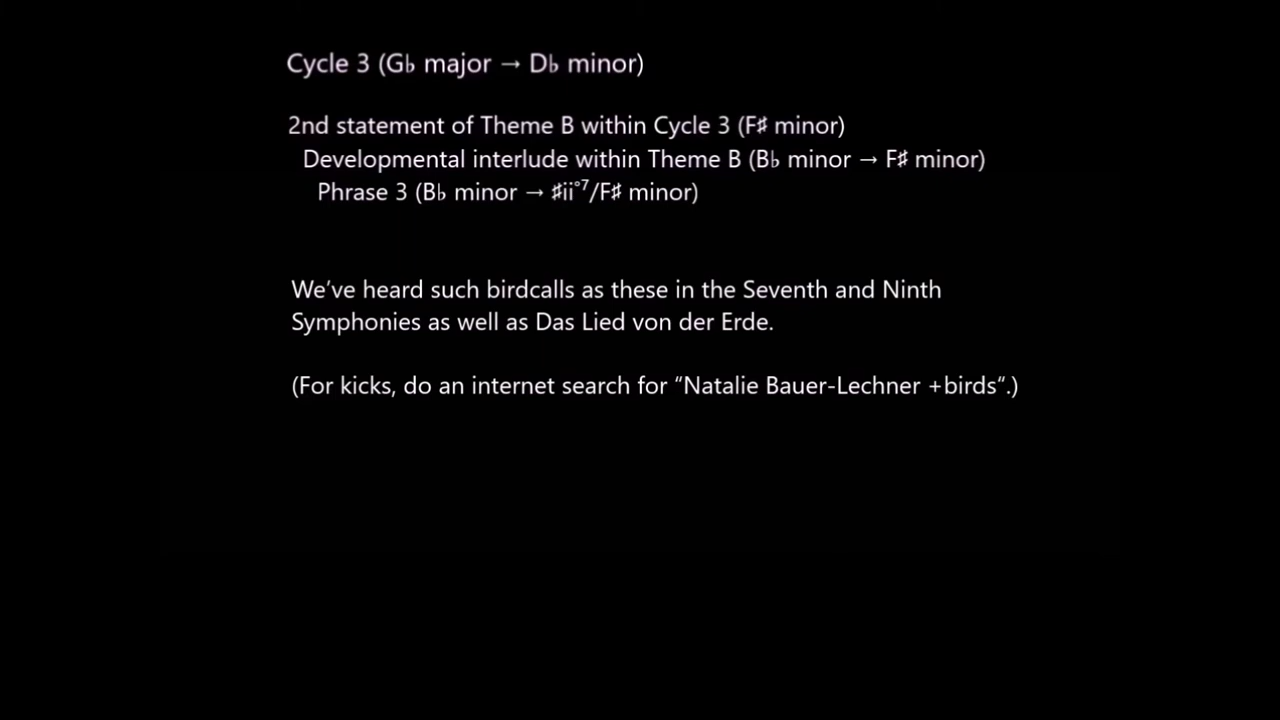 Cycle 3 (G♭ major → D♭ minor)
2nd statement of Theme B within Cycle 3 (F♯ minor)
Developmental interlude within Theme B (B♭ minor → F♯ minor)
Phrase 3 (B♭ minor → ♯ii°⁷/F♯ minor)
We’ve heard such birdcalls as these in the Seventh and Ninth
Symphonies as well as Das Lied von der Erde.
(For kicks, do an internet search for “Natalie Bauer-Lechner +birds“.)